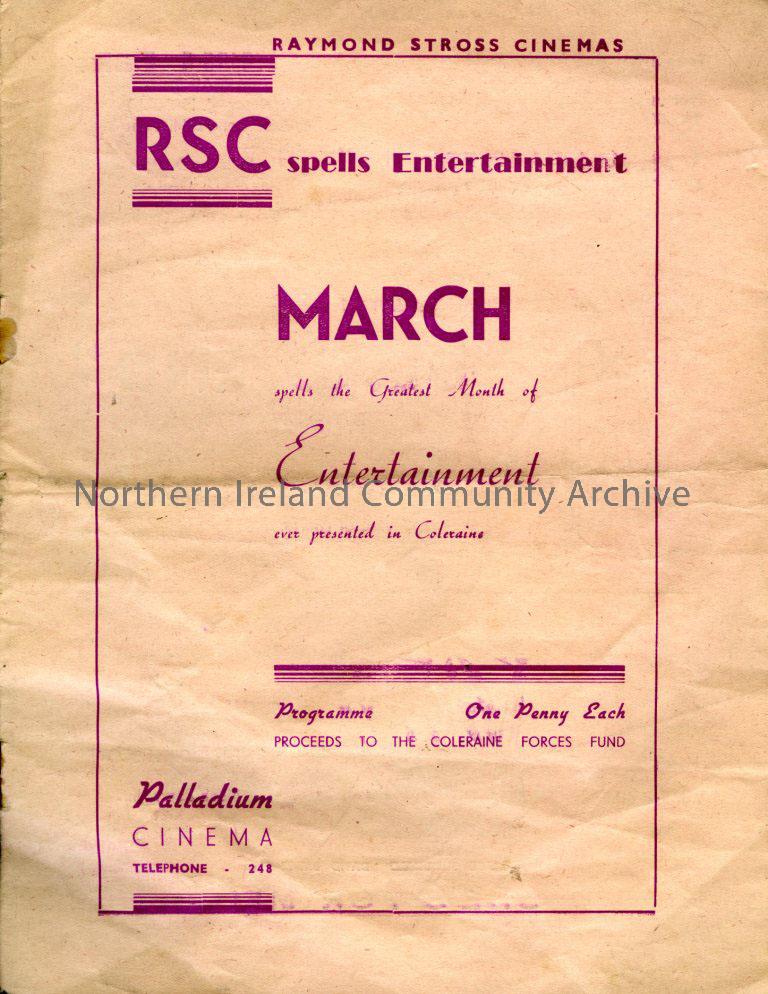 RAYMOND STROSS CINEMAS
RSC spells Entertainment
MARCH
spells the Greatest Month of
Entertainment
Northern Ireland Community Archive
ever presented in Coleraine
Programme One Penny Each
PROCEEDS TO THE COLERAINE FORCES FUND
Palladium
CINEMA
TELEPHONE - 248